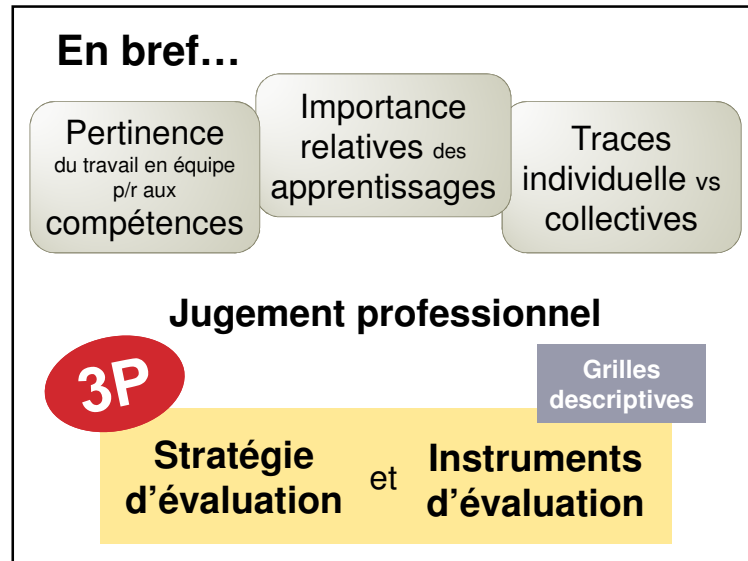 En bref…
Pertinence
du travail en équipe
p/r aux
compétences
Importance
relatives des
apprentissages
Traces
individuelle vs
collectives
Jugement professionnel
3P
Grilles
descriptives
Stratégie
d’évaluation
et
Instruments
d’évaluation